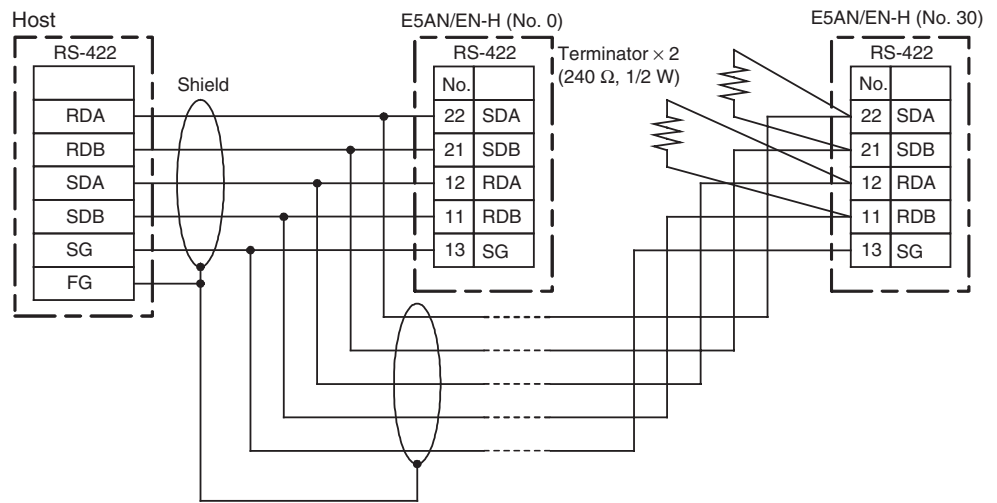 Host
RS-422
RDA
RDB
SDA
SDB
SG
FG
Shield
E5AN/EN-H (No. 0)
RS-422
No.
22 SDA
21 SDB
12 RDA
11 RDB
13 SG
Terminator × 2
(240 Ω, 1/2 W)
E5AN/EN-H (No. 30)
RS-422
No.
22 SDA
21 SDB
12 RDA
11 RDB
13 SG